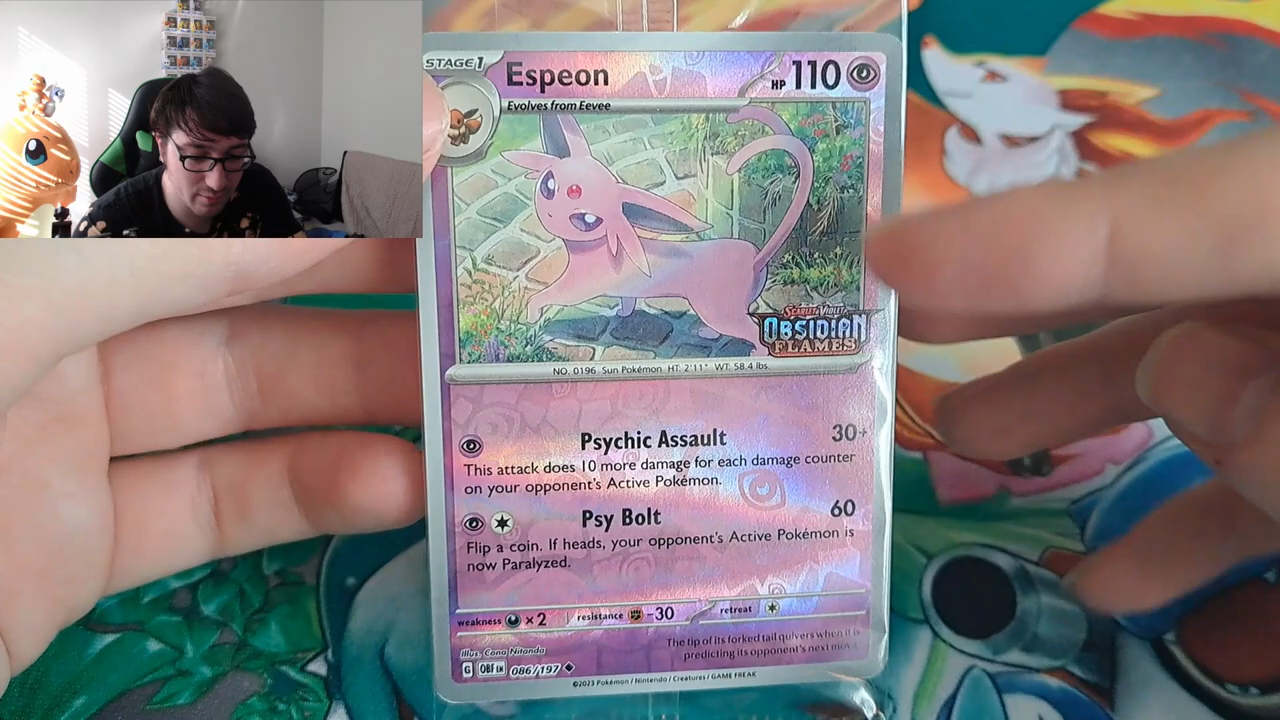 STAGE 1
Espeon
HP 110
Evolves from Eevee
SCARLET & VIOLET
OBSIDIAN
FLAMES
NO. 0196 Sun Pokémon HT: 2'11" WT: 58.4 lbs.
Psychic Assault 30+
This attack does 10 more damage for each damage counter
on your opponent's Active Pokémon.
Psy Bolt 60
Flip a coin. If heads, your opponent's Active Pokémon is
now Paralyzed.
weakness ×2 resistance -30 retreat
The tip of its forked tail quivers when it is
predicting its opponent's next move.
Illus. Cona Nitanda
G OBF EN 086/197
©2023 Pokémon / Nintendo / Creatures / GAME FREAK